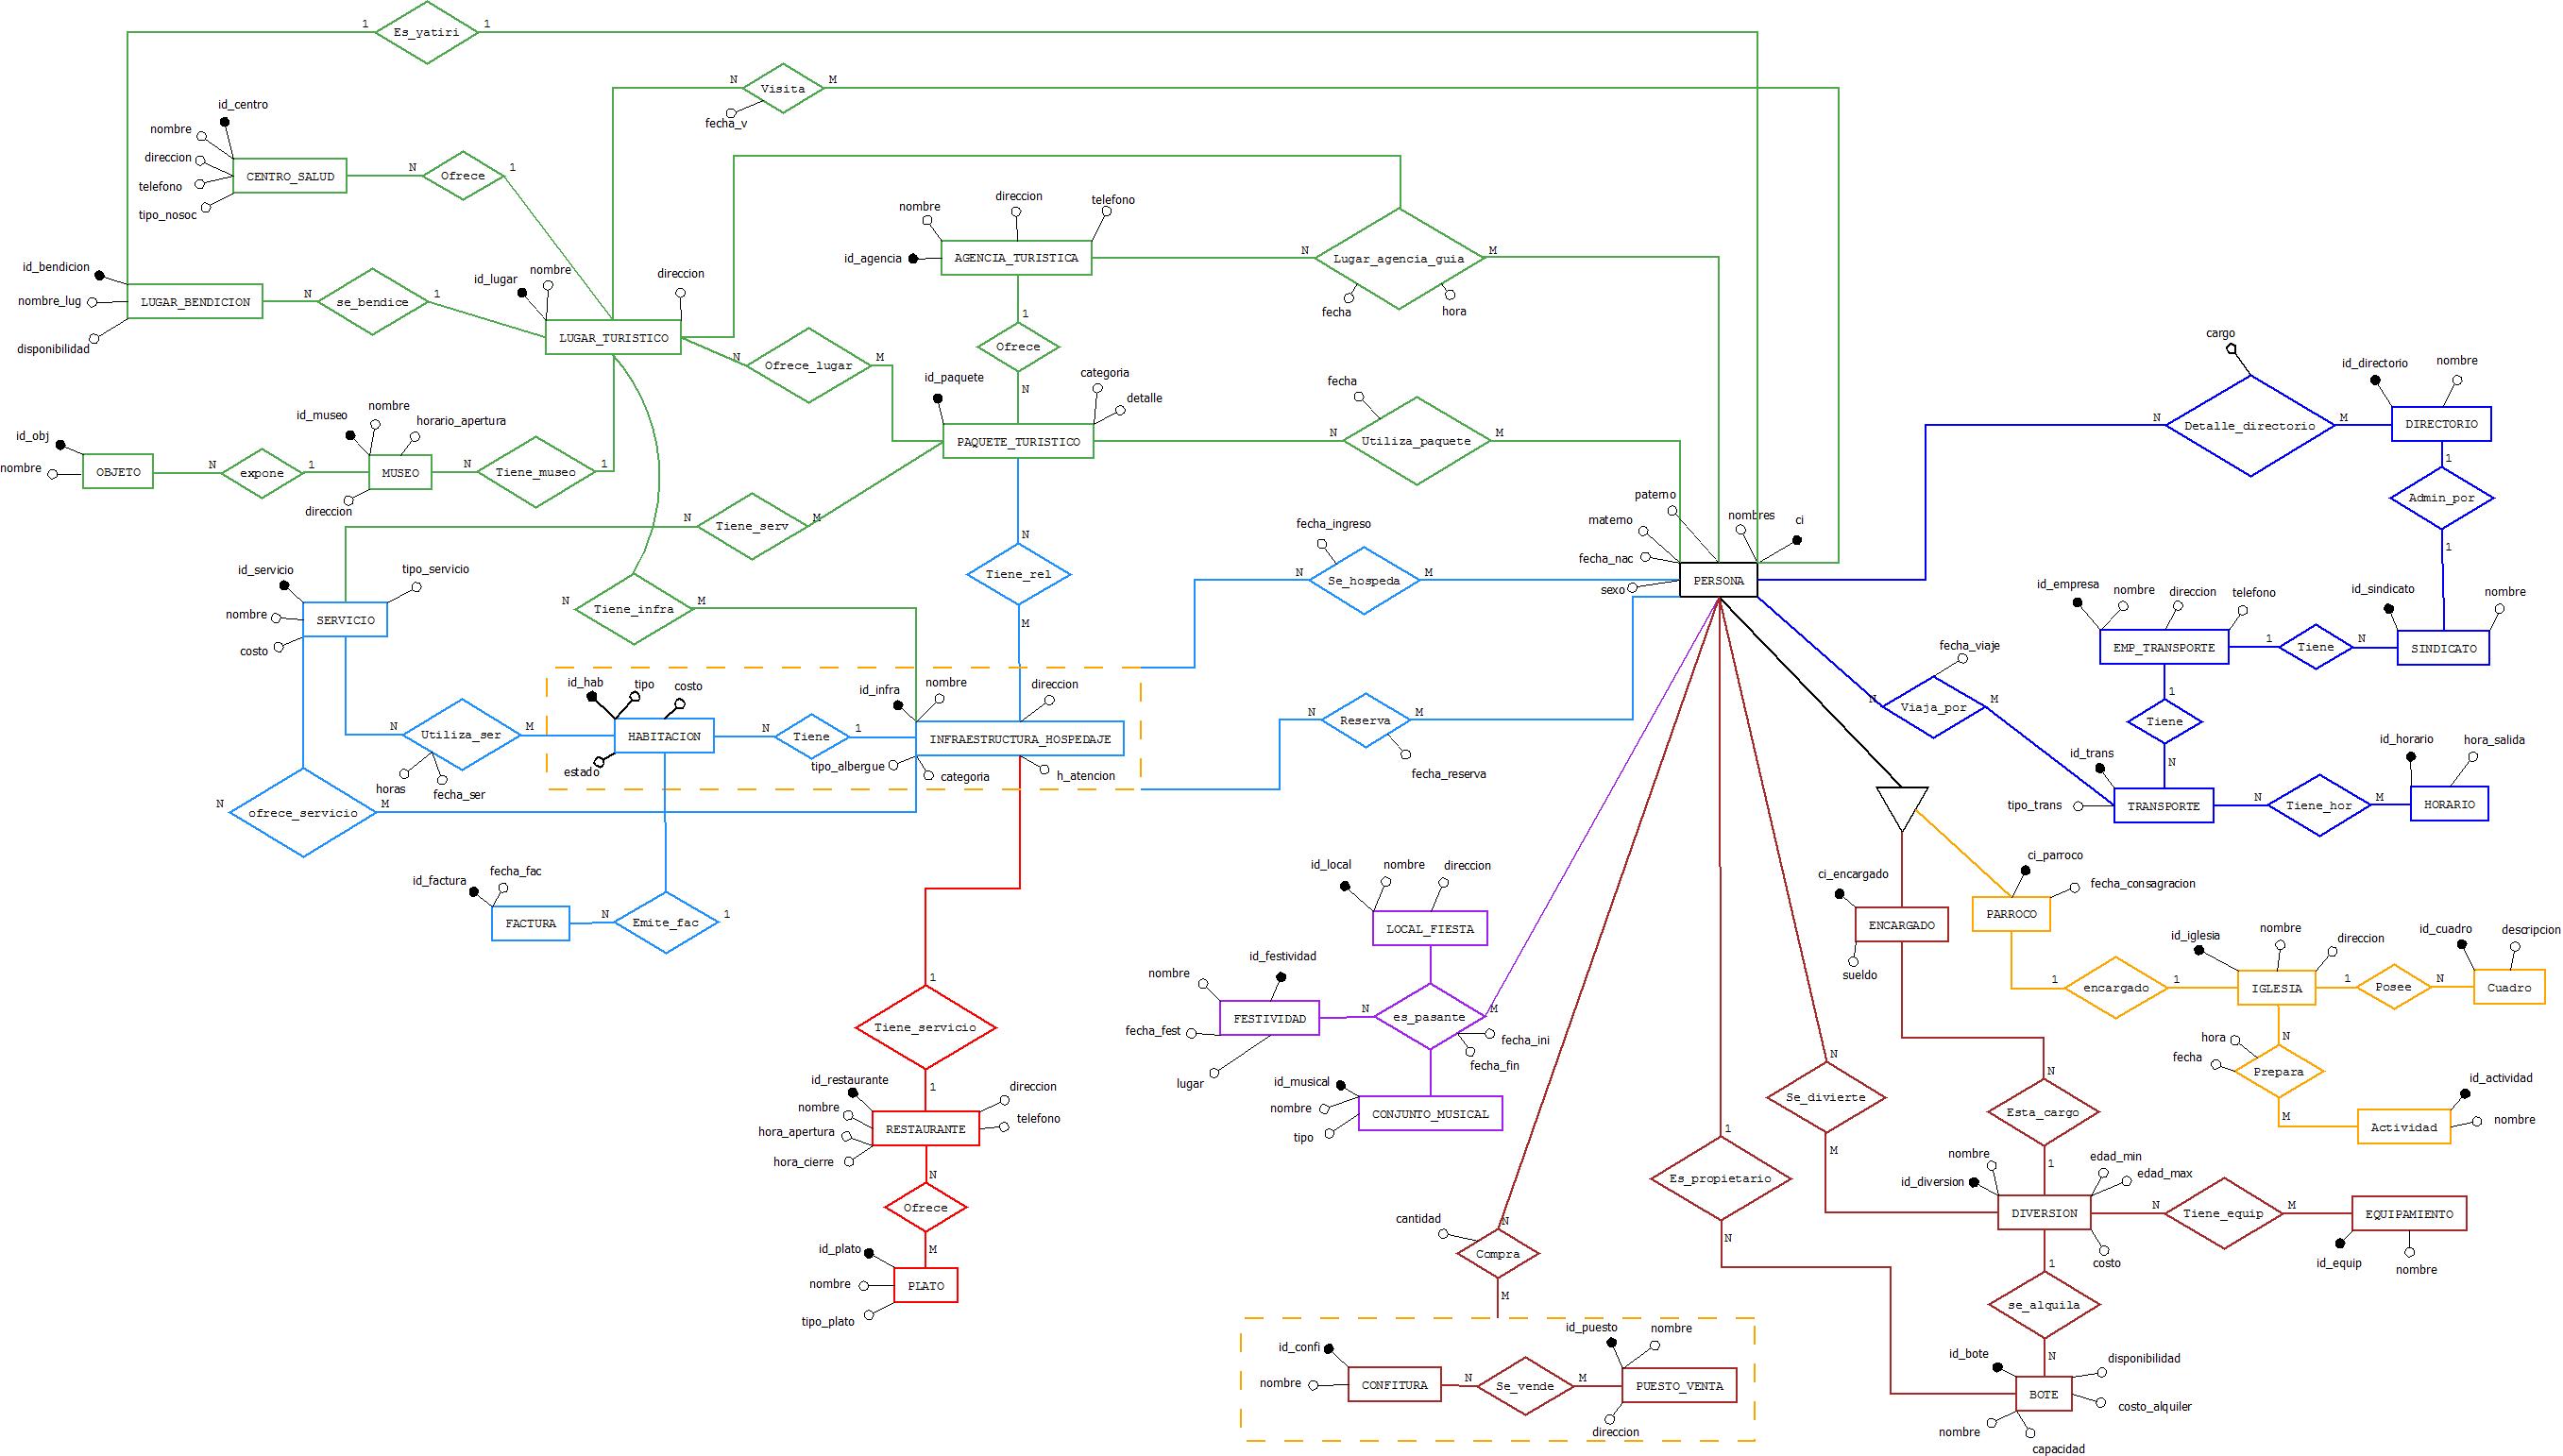 1 Es_yatiri 1
N Visita M
fecha_v
id_centro
nombre
direccion
telefono
tipo_nosoc
CENTRO_SALUD
N Ofrece 1
id_bendicion
nombre_lug
disponibilidad
LUGAR_BENDICION
N se_bendice 1
id_lugar
nombre
direccion
LUGAR_TURISTICO
nombre
direccion
telefono
id_agencia
AGENCIA_TURISTICA
N Lugar_agencia_guia M
fecha
hora
1
Ofrece
N
N Ofrece_lugar M
id_paquete
categoria
detalle
PAQUETE_TURISTICO
fecha
N Utiliza_paquete M
id_obj
nombre
OBJETO
N expone 1
id_museo
nombre
horario_apertura
MUSEO
direccion
N Tiene_museo 1
N Tiene_serv M
N Tiene_infra M
N
Tiene_rel
M
id_servicio
tipo_servicio
nombre
costo
SERVICIO
N Utiliza_ser M
horas
fecha_ser
N ofrece_servicio M
id_hab
tipo
costo
HABITACION
estado
N Tiene 1
id_infra
nombre
direccion
INFRAESTRUCTURA_HOSPEDAJE
tipo_albergue
categoria
h_atencion
id_factura
fecha_fac
FACTURA
N Emite_fac 1
fecha_ingreso
N Se_hospeda M
N Reserva M
fecha_reserva
paterno
materno
nombres
ci
fecha_nac
sexo
PERSONA
cargo
N Detalle_directorio M
id_directorio
nombre
DIRECTORIO
1
Admin_por
1
id_empresa
nombre
direccion
telefono
EMP_TRANSPORTE
1 Tiene N
id_sindicato
nombre
SINDICATO
fecha_viaje
N Viaja_por M
1
Tiene
N
id_trans
tipo_trans
TRANSPORTE
N Tiene_hor M
id_horario
hora_salida
HORARIO
1
Tiene_servicio
1
id_restaurante
nombre
hora_apertura
hora_cierre
direccion
telefono
RESTAURANTE
N
Ofrece
M
id_plato
nombre
tipo_plato
PLATO
id_local
nombre
direccion
LOCAL_FIESTA
nombre
id_festividad
fecha_fest
lugar
FESTIVIDAD
N es_pasante M
fecha_ini
fecha_fin
id_musical
nombre
tipo
CONJUNTO_MUSICAL
ci_encargado
ENCARGADO
sueldo
ci_parroco
fecha_consagracion
PARROCO
1 encargado 1
id_iglesia
nombre
direccion
IGLESIA
1 Posee N
id_cuadro
descripcion
Cuadro
N
hora
fecha
Prepara
M
id_actividad
nombre
Actividad
N
Se_divierte
M
N
Esta_cargo
1
1
Es_propietario
N
nombre
id_diversion
edad_min
edad_max
DIVERSION
costo
N Tiene_equip M
EQUIPAMIENTO
id_equip
nombre
1
se_alquila
N
id_bote
disponibilidad
costo_alquiler
BOTE
nombre
capacidad
cantidad
N
Compra
M
id_confi
nombre
CONFITURA
N Se_vende M
id_puesto
nombre
PUESTO_VENTA
direccion